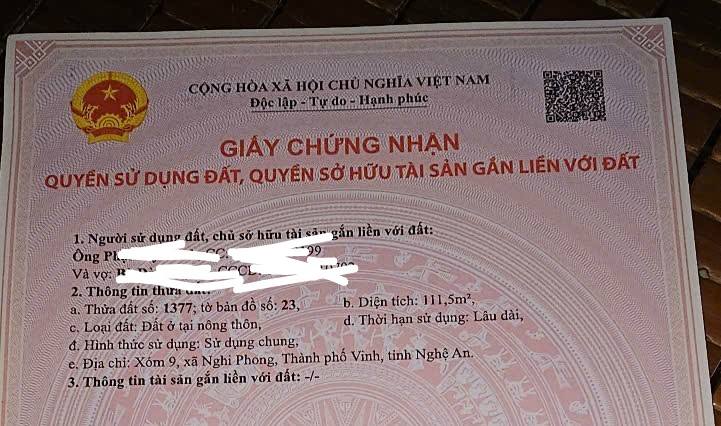 CỘNG HÒA XÃ HỘI CHỦ NGHĨA VIỆT NAM
Độc lập - Tự do - Hạnh phúc
GIẤY CHỨNG NHẬN
QUYỀN SỬ DỤNG ĐẤT, QUYỀN SỞ HỮU TÀI SẢN GẮN LIỀN VỚI ĐẤT
1. Người sử dụng đất, chủ sở hữu tài sản gắn liền với đất:
Ông
Và vợ:
2. Thông tin thửa đất:
a. Thửa đất số: 1377; tờ bản đồ số: 23, b. Diện tích: 111,5m²,
c. Loại đất: Đất ở tại nông thôn, d. Thời hạn sử dụng: Lâu dài,
đ. Hình thức sử dụng: Sử dụng chung,
e. Địa chỉ: Xóm 9, xã Nghi Phong, Thành phố Vinh, tỉnh Nghệ An.
3. Thông tin tài sản gắn liền với đất: -/-